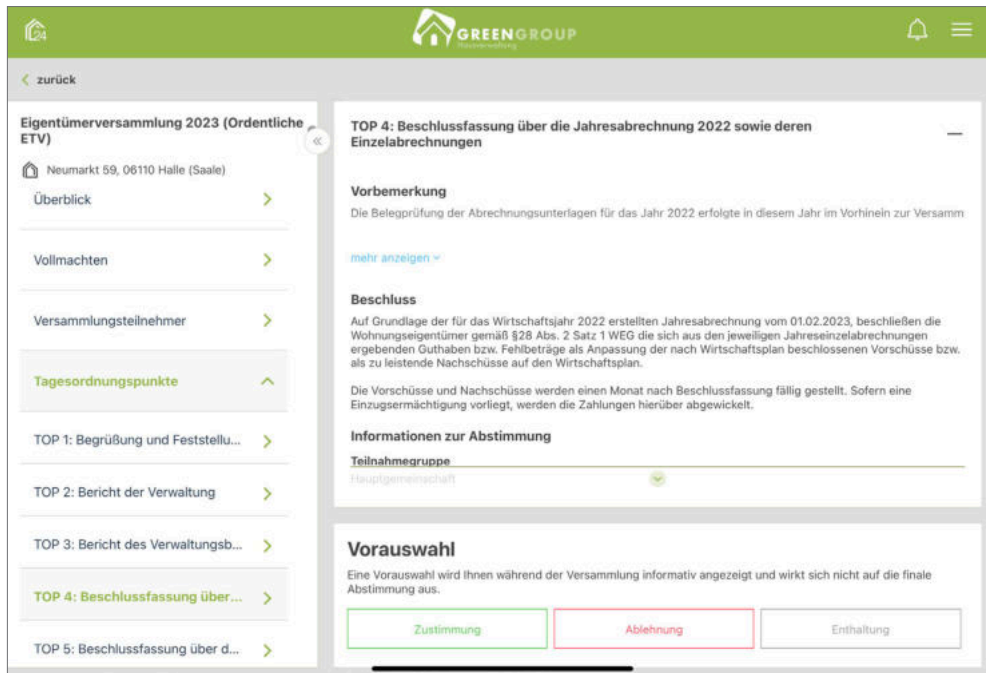 24
GREENGROUP
Hausverwaltung
zurück
Eigentümerversammlung 2023 (Ordentliche
ETV)
Neumarkt 59, 06110 Halle (Saale)
Überblick
Vollmachten
Versammlungsteilnehmer
Tagesordnungspunkte
TOP 1: Begrüßung und Feststellu...
TOP 2: Bericht der Verwaltung
TOP 3: Bericht des Verwaltungsb...
TOP 4: Beschlussfassung über...
TOP 5: Beschlussfassung über d...
TOP 4: Beschlussfassung über die Jahresabrechnung 2022 sowie deren
Einzelabrechnungen
Vorbemerkung
Die Belegprüfung der Abrechnungsunterlagen für das Jahr 2022 erfolgte in diesem Jahr im Vorhinein zur Versamm
mehr anzeigen
Beschluss
Auf Grundlage der für das Wirtschaftsjahr 2022 erstellten Jahresabrechnung vom 01.02.2023, beschließen die
Wohnungseigentümer gemäß §28 Abs. 2 Satz 1 WEG die sich aus den jeweiligen Jahreseinzelabrechnungen
ergebenden Guthaben bzw. Fehlbeträge als Anpassung der nach Wirtschaftsplan beschlossenen Vorschüsse bzw.
als zu leistende Nachschüsse auf den Wirtschaftsplan.
Die Vorschüsse und Nachschüsse werden einen Monat nach Beschlussfassung fällig gestellt. Sofern eine
Einzugsermächtigung vorliegt, werden die Zahlungen hierüber abgewickelt.
Informationen zur Abstimmung
Teilnahmegruppe
Hauptgemeinschaft
Vorauswahl
Eine Vorauswahl wird Ihnen während der Versammlung informativ angezeigt und wirkt sich nicht auf die finale
Abstimmung aus.
Zustimmung
Ablehnung
Enthaltung